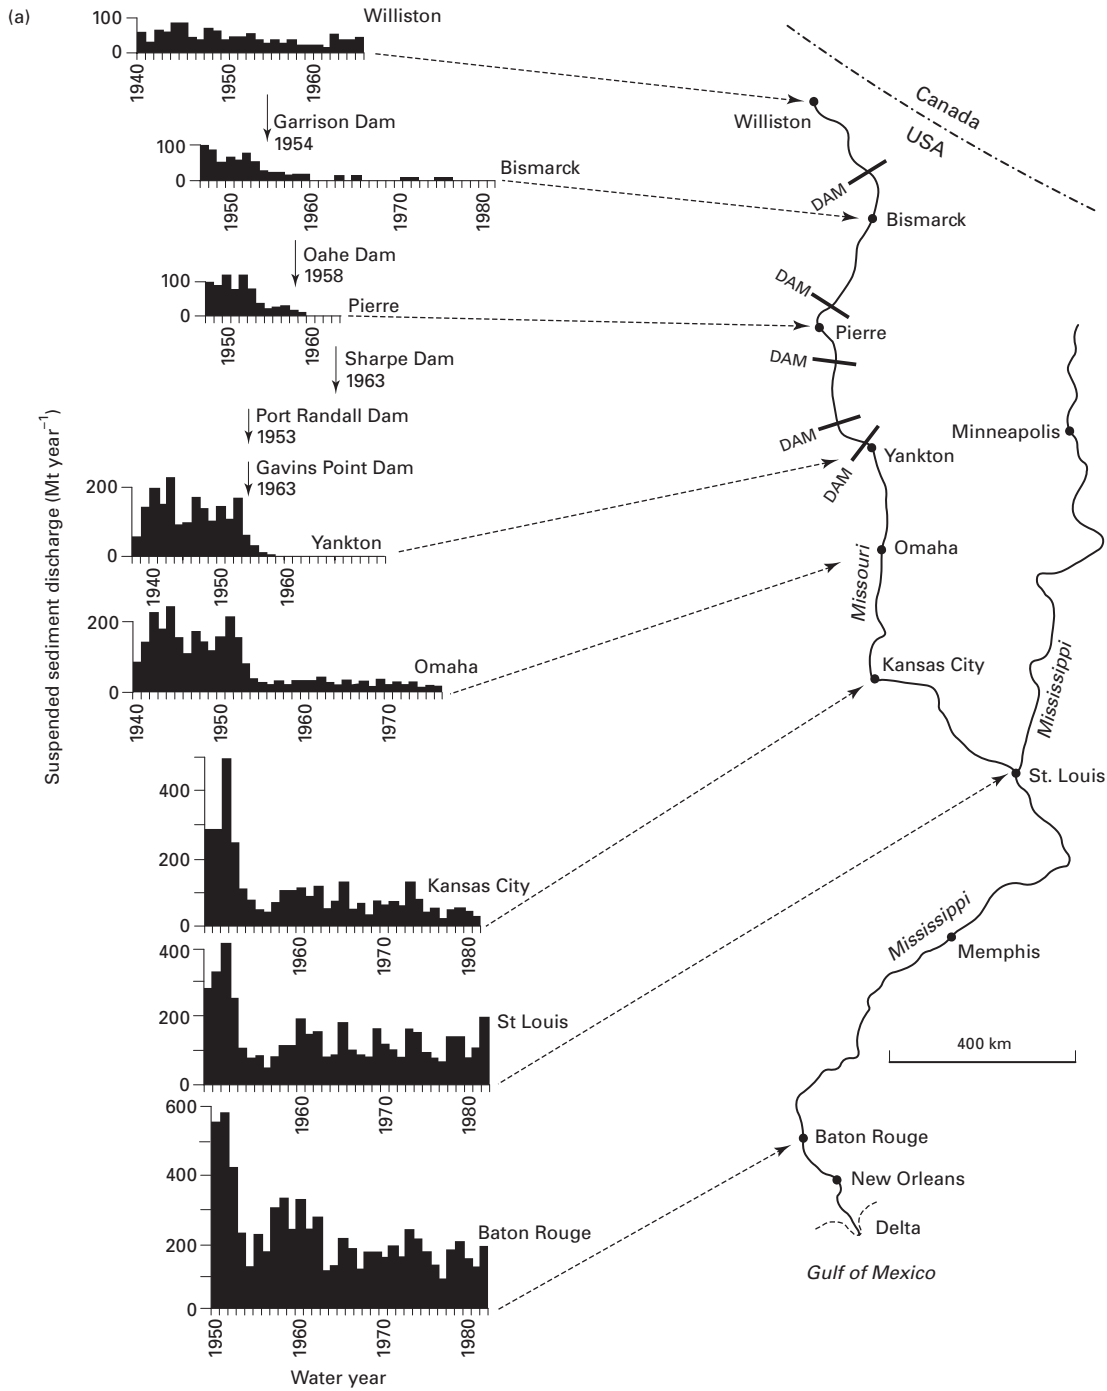 (a)
Williston
100
0
1940
1950
1960
Garrison Dam
1954
100
0
Bismarck
1950
1960
1970
1980
Oahe Dam
1958
100
0
Pierre
1950
1960
Sharpe Dam
1963
Port Randall Dam
1953
Gavins Point Dam
1963
200
0
Yankton
1940
1950
1960
200
0
Omaha
1940
1950
1960
1970
400
200
0
Kansas City
1960
1970
1980
400
200
0
St Louis
1960
1970
1980
600
400
200
0
Baton Rouge
1950
1960
1970
1980
Water year
Suspended sediment discharge (Mt year⁻¹)
Canada
USA
Williston
DAM
Bismarck
DAM
Pierre
DAM
DAM
Yankton
DAM
Minneapolis
Omaha
Missouri
Kansas City
Mississippi
St. Louis
Mississippi
Memphis
400 km
Baton Rouge
New Orleans
Delta
Gulf of Mexico